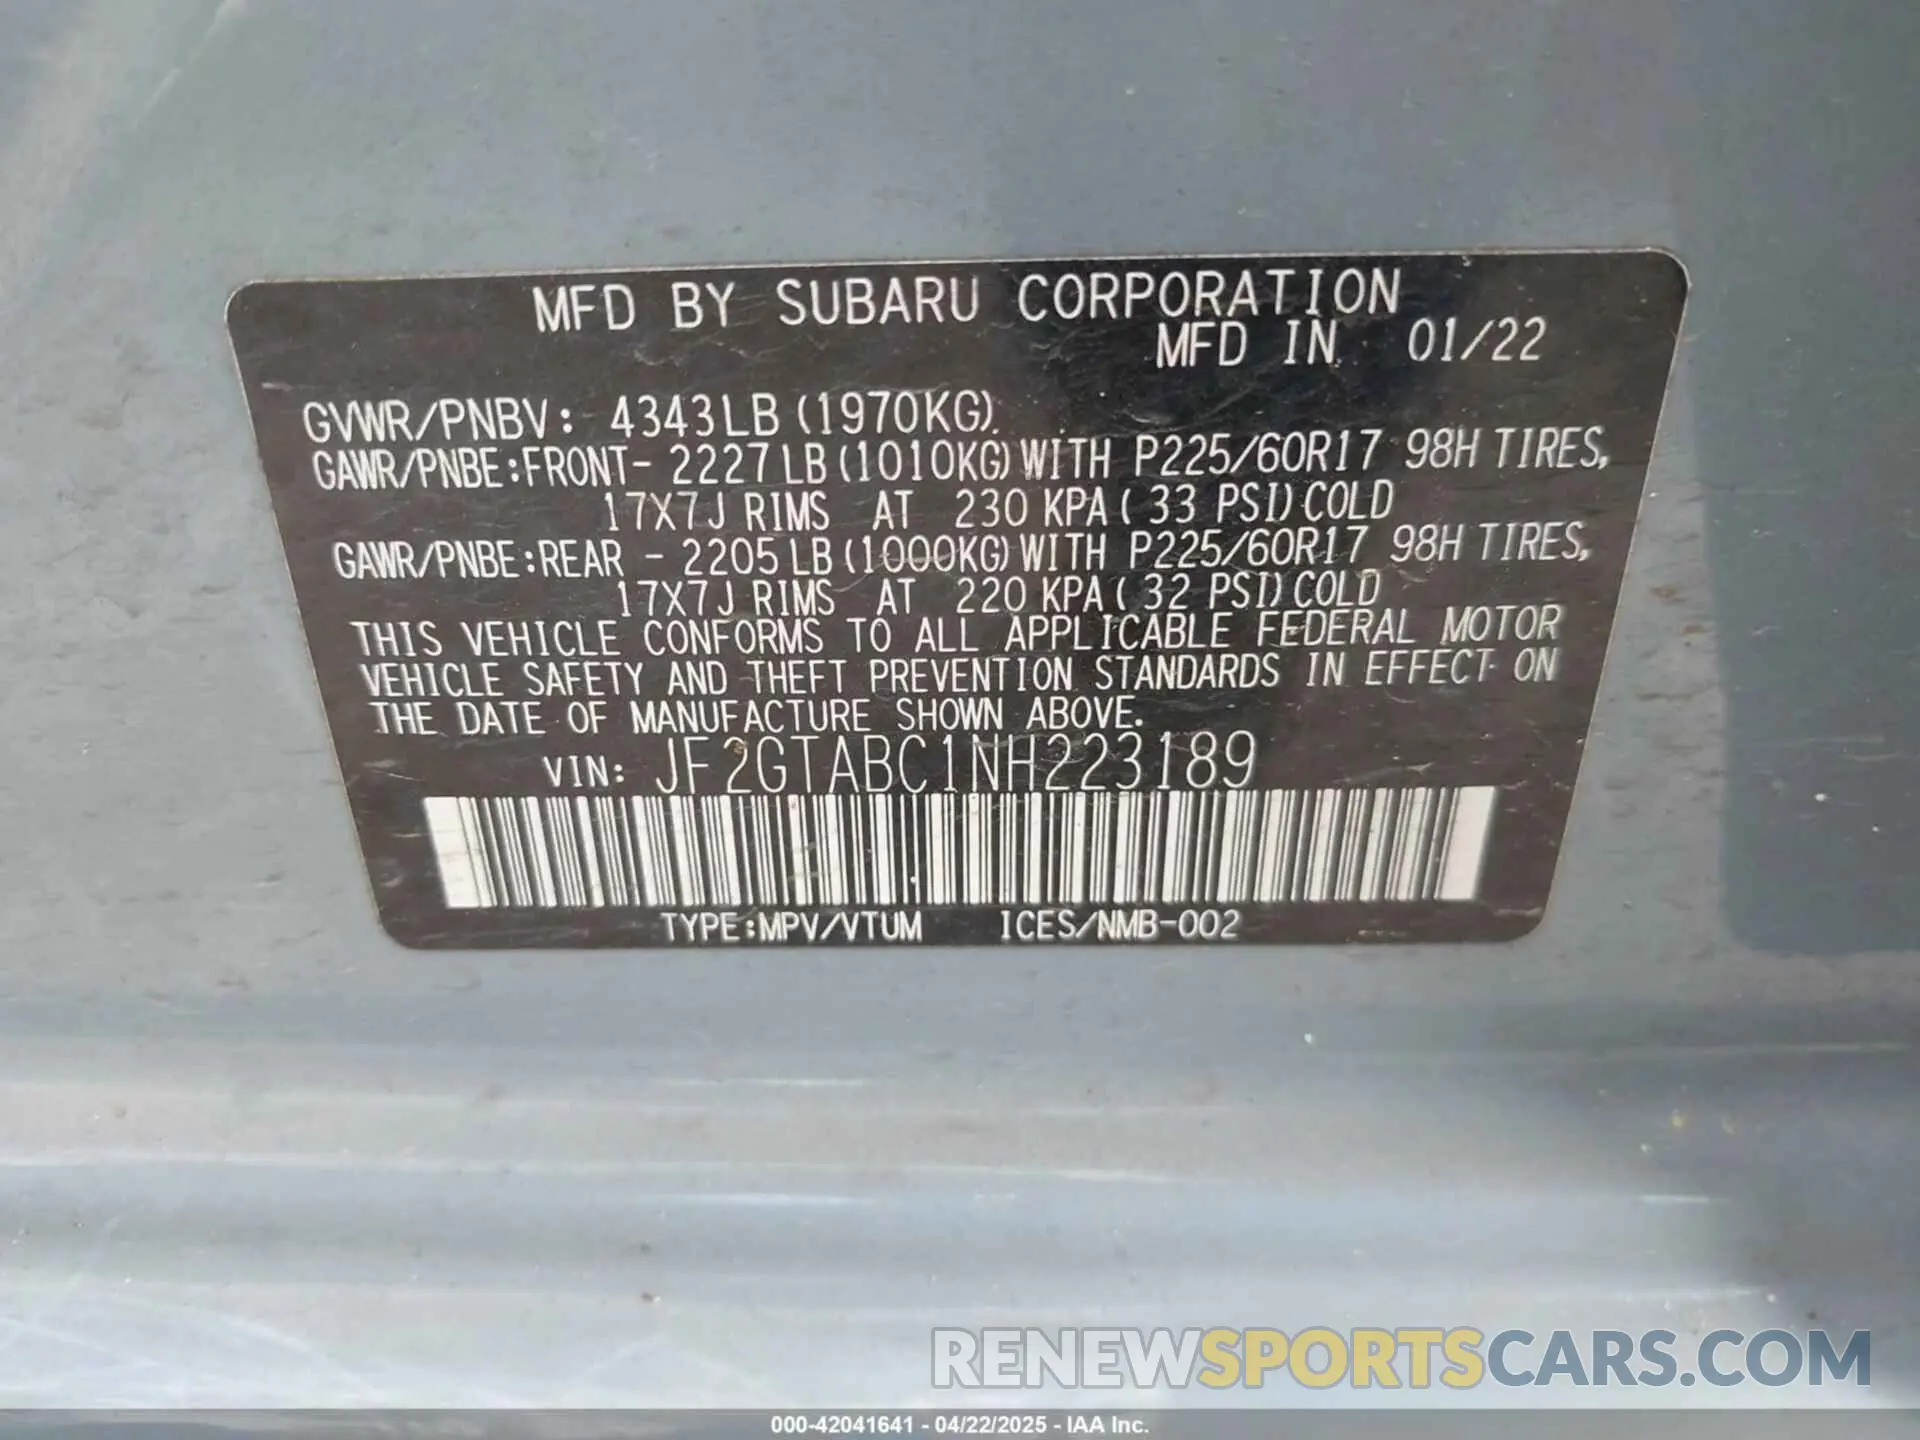 MFD BY SUBARU CORPORATION
MFD IN 01/22
GVWR/PNBV: 4343LB (1970KG)
GAWR/PNBE:FRONT- 2227LB (1010KG) WITH P225/60R17 98H TIRES,
17X7J RIMS AT 230 KPA ( 33 PSI) COLD
GAWR/PNBE:REAR - 2205LB (1000KG) WITH P225/60R17 98H TIRES,
17X7J RIMS AT 220 KPA ( 32 PSI) COLD
THIS VEHICLE CONFORMS TO ALL APPLICABLE FEDERAL MOTOR
VEHICLE SAFETY AND THEFT PREVENTION STANDARDS IN EFFECT ON
THE DATE OF MANUFACTURE SHOWN ABOVE.
VIN: JF2GTABC1NH223189
TYPE:MPV/VTUM ICES/NMB-002
RENEWSPORTSCARS.COM
000-42041641 - 04/22/2025 - IAA Inc.